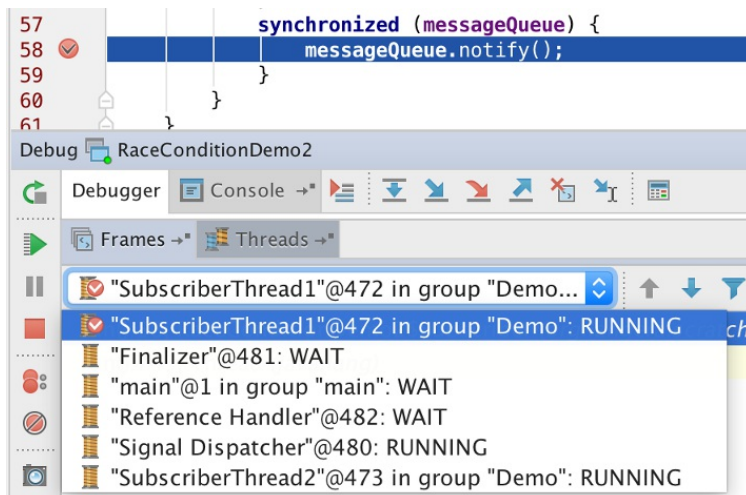 57 synchronized (messageQueue) {
58 messageQueue.notify();
59 }
60 }
61 }
Debug RaceConditionDemo2
Debugger Console
Frames Threads
"SubscriberThread1"@472 in group "Demo...
"SubscriberThread1"@472 in group "Demo": RUNNING
"Finalizer"@481: WAIT
"main"@1 in group "main": WAIT
"Reference Handler"@482: WAIT
"Signal Dispatcher"@480: RUNNING
"SubscriberThread2"@473 in group "Demo": RUNNING